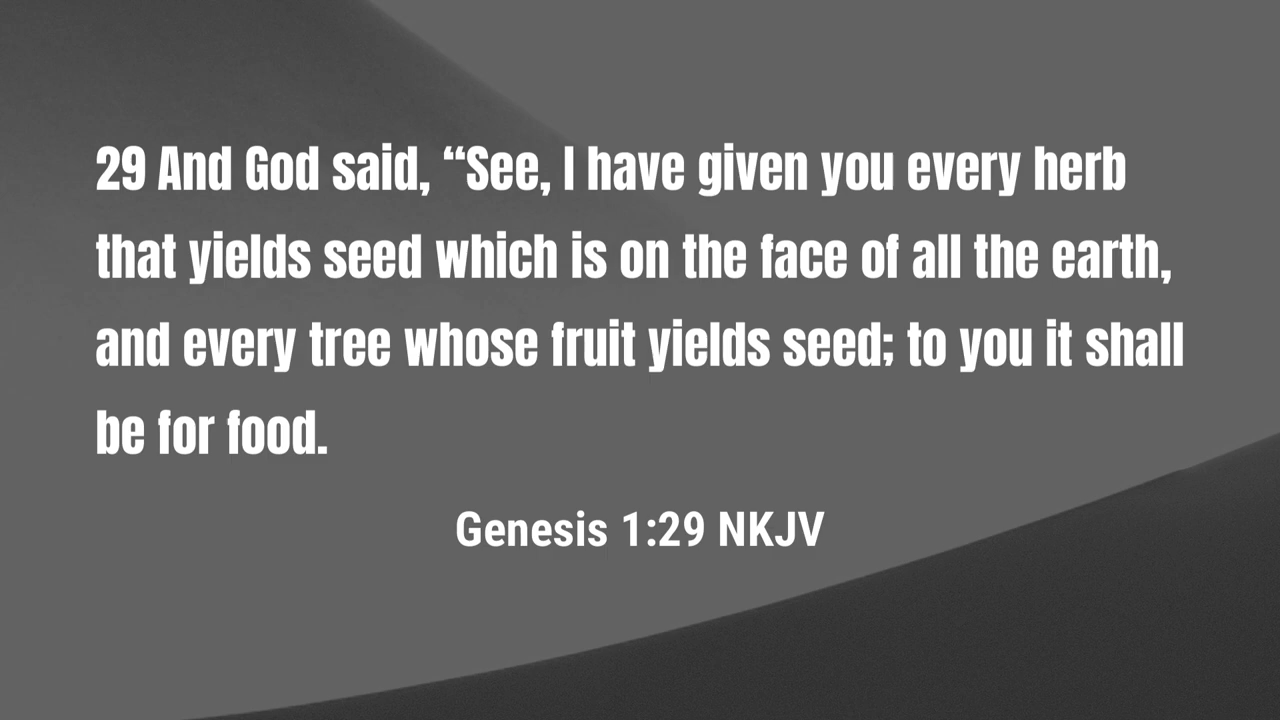 29 And God said, “See, I have given you every herb
that yields seed which is on the face of all the earth,
and every tree whose fruit yields seed; to you it shall
be for food.
Genesis 1:29 NKJV